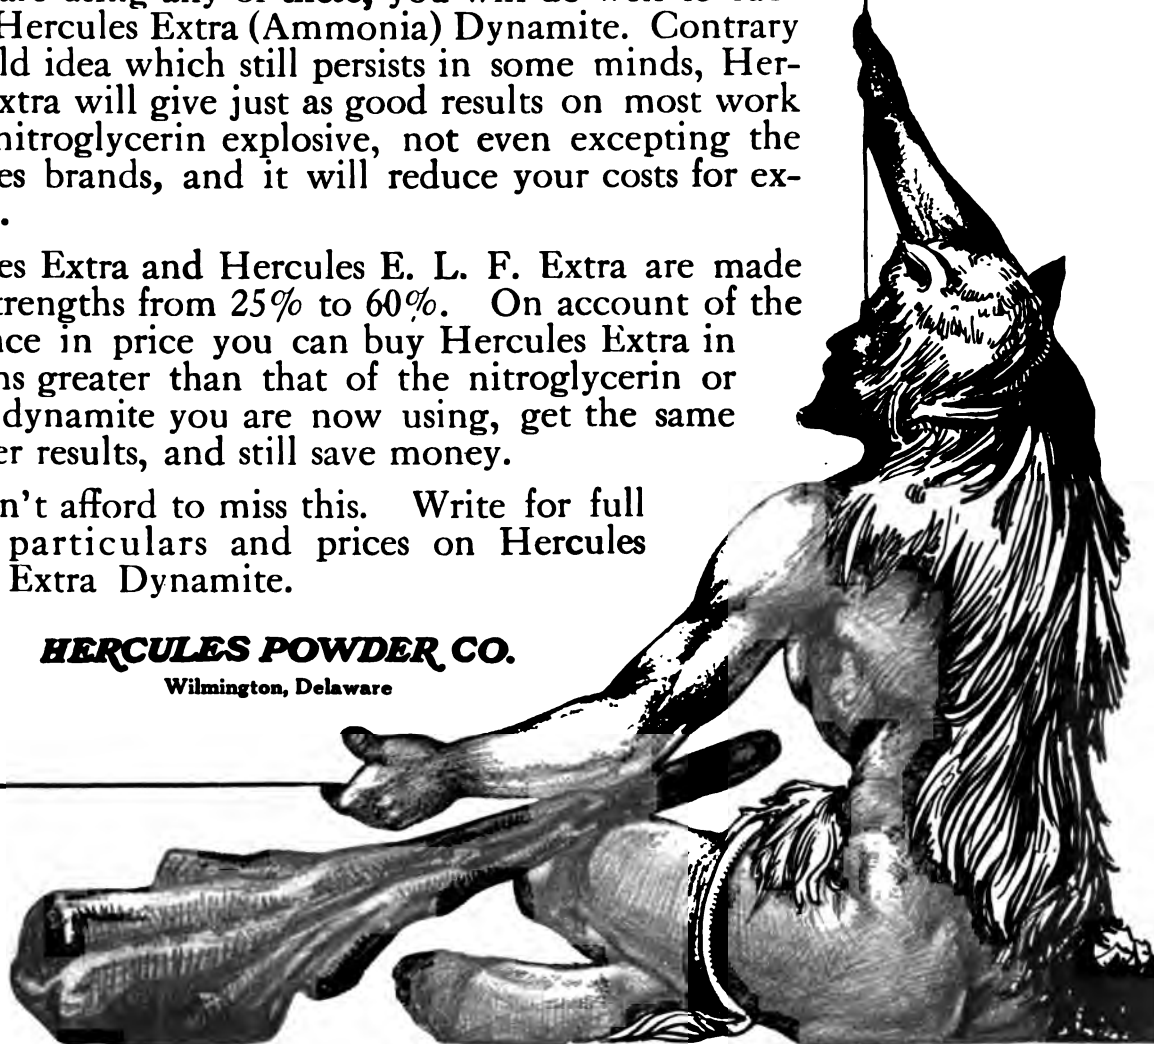 Hercules Extra (Ammonia) Dynamite. Contrary
ld idea which still persists in some minds, Her-
xtra will give just as good results on most work
nitroglycerin explosive, not even excepting the
es brands, and it will reduce your costs for ex-
.
es Extra and Hercules E. L. F. Extra are made
trengths from 25% to 60%. On account of the
ce in price you can buy Hercules Extra in
ns greater than that of the nitroglycerin or
dynamite you are now using, get the same
er results, and still save money.
n't afford to miss this. Write for full
particulars and prices on Hercules
Extra Dynamite.
HERCULES POWDER CO.
Wilmington, Delaware